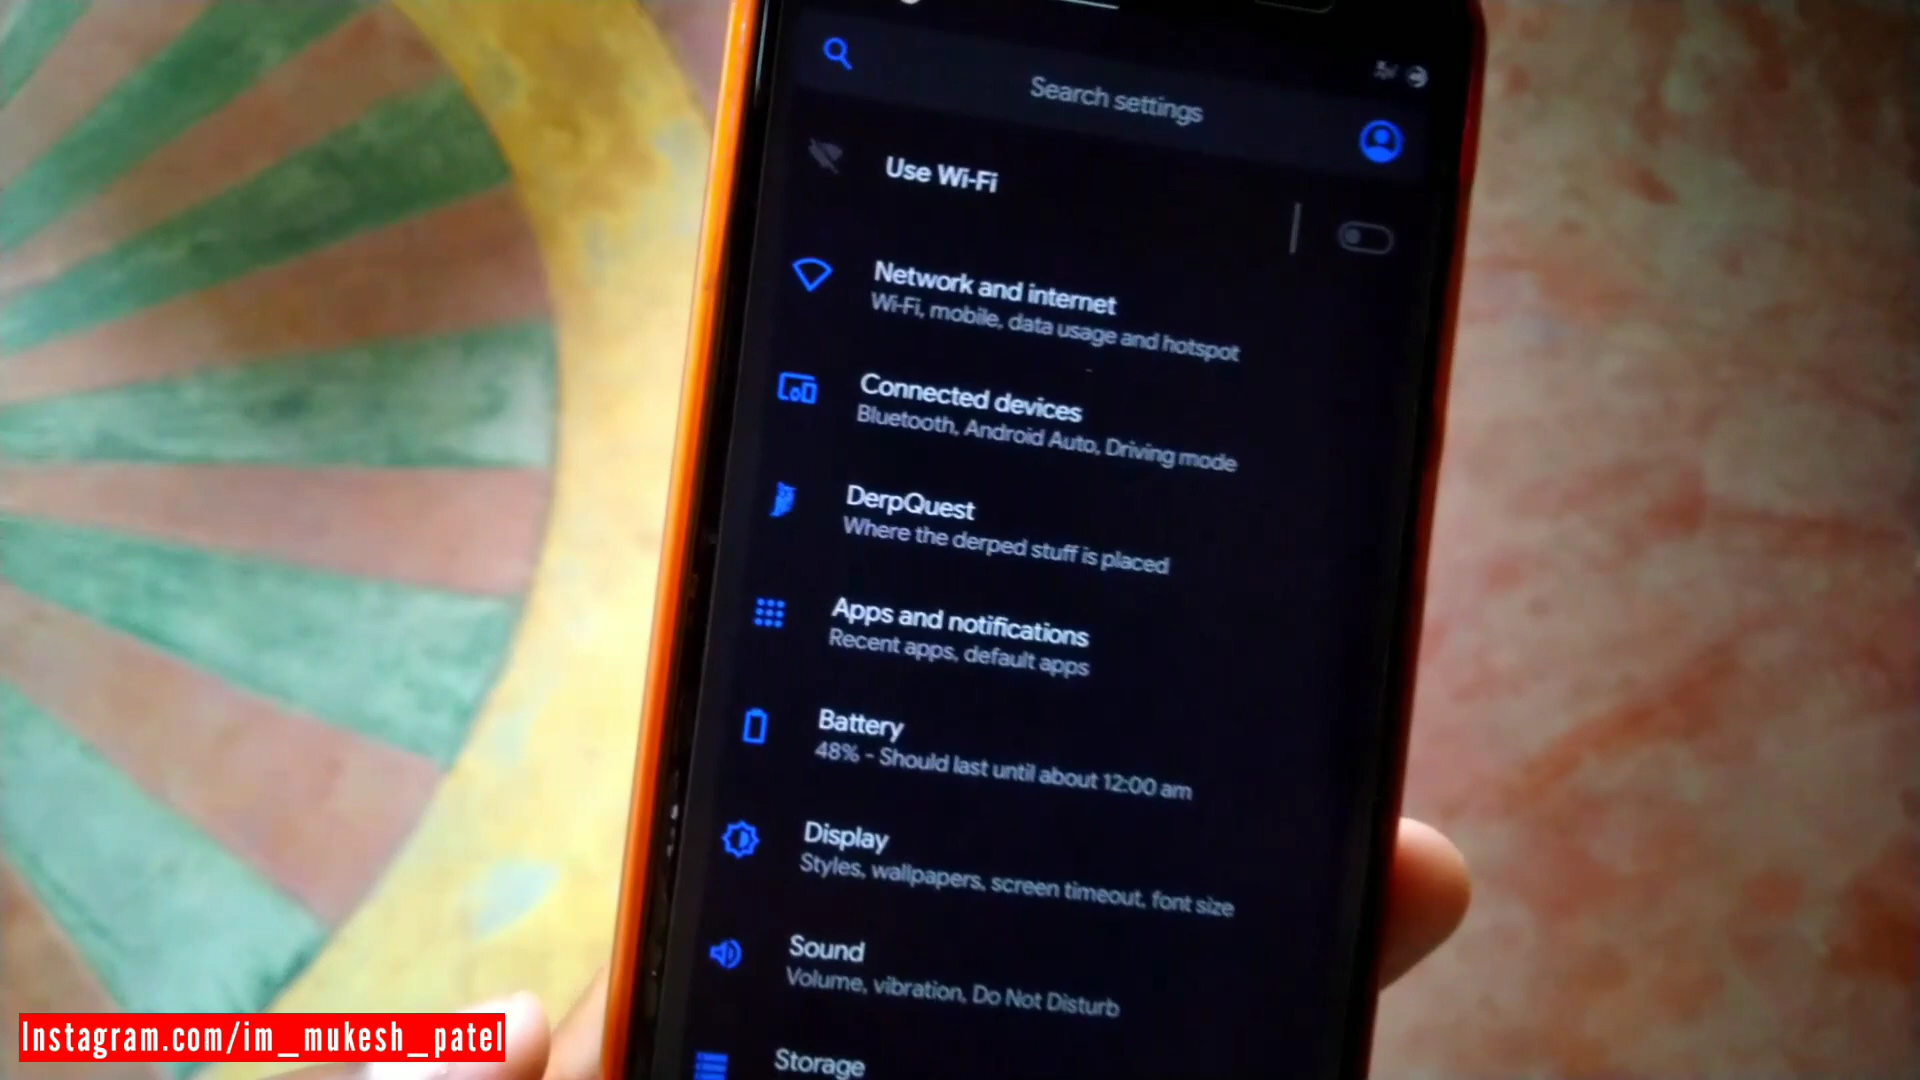 Search settings
Use Wi-Fi
Network and internet
Wi-Fi, mobile, data usage and hotspot
Connected devices
Bluetooth, Android Auto, Driving mode
DerpQuest
Where the derped stuff is placed
Apps and notifications
Recent apps, default apps
Battery
48% - Should last until about 12:00 am
Display
Styles, wallpapers, screen timeout, font size
Sound
Volume, vibration, Do Not Disturb
Storage
Instagram.com/im_mukesh_patel